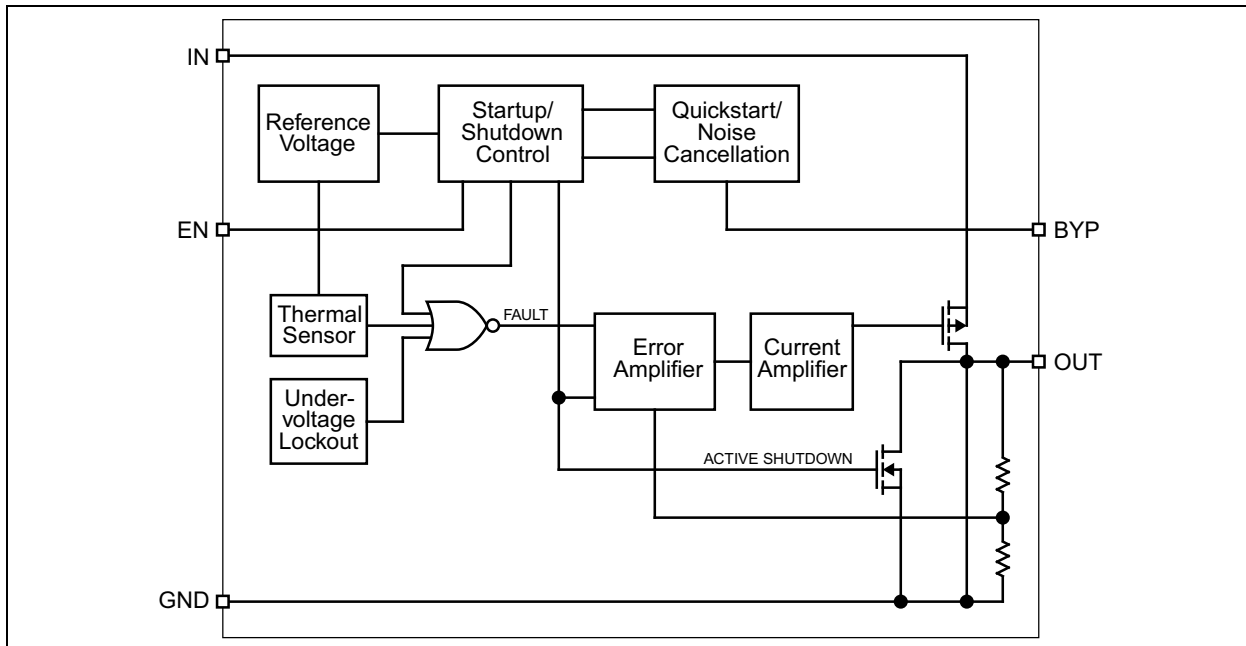 IN
Reference
Voltage
Startup/
Shutdown
Control
Quickstart/
Noise
Cancellation
EN
BYP
Thermal
Sensor
FAULT
Error
Amplifier
Current
Amplifier
OUT
Under-
voltage
Lockout
ACTIVE SHUTDOWN
GND